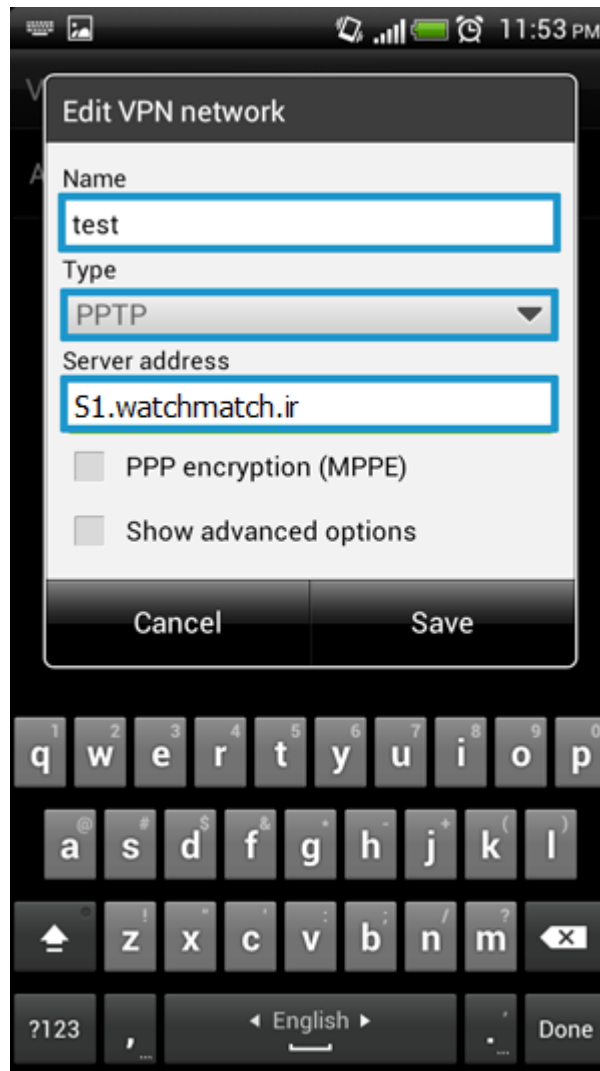 11:53 PM
V
Edit VPN network
A
Name
test
Type
PPTP
Server address
S1.watchmatch.ir
PPP encryption (MPPE)
Show advanced options
Cancel Save
1 2 3 4 5 6 7 8 9 0
q w e r t y u i o p
@ # $ & * - + ( )
a s d f g h j k l
! " ' : ; / ?
z x c v b n m
?123 , ◄ English ► . ' Done